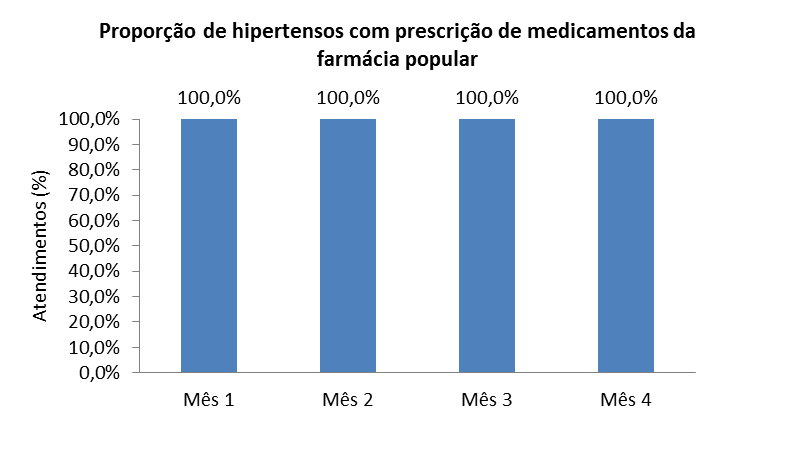 Proporção de hipertensos com prescrição de medicamentos da
farmácia popular
100,0% 100,0% 100,0% 100,0%
Atendimentos (%)
100,0%
90,0%
80,0%
70,0%
60,0%
50,0%
40,0%
30,0%
20,0%
10,0%
0,0%
Mês 1 Mês 2 Mês 3 Mês 4